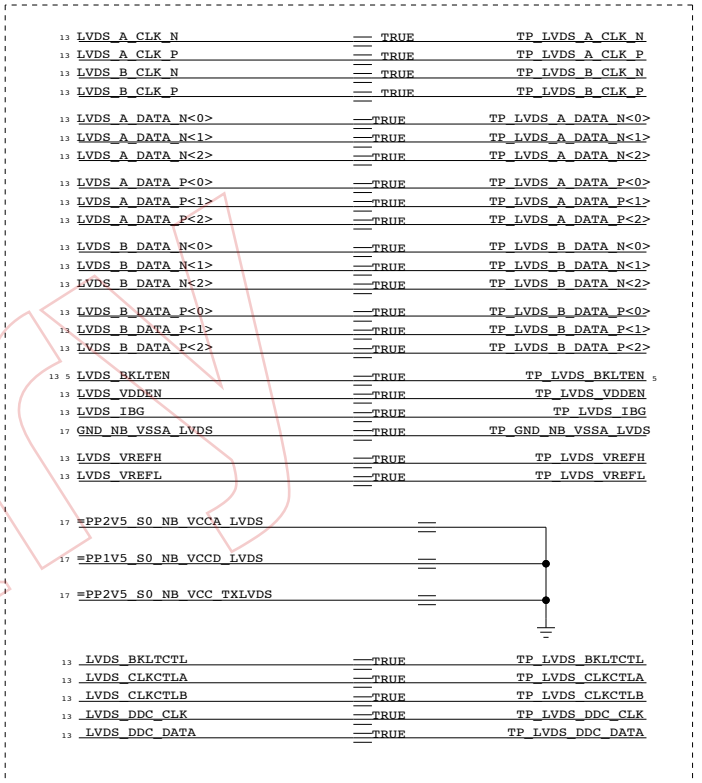 13 LVDS_A_CLK_N TRUE TP_LVDS_A_CLK_N
13 LVDS_A_CLK_P TRUE TP_LVDS_A_CLK_P
13 LVDS_B_CLK_N TRUE TP_LVDS_B_CLK_N
13 LVDS_B_CLK_P TRUE TP_LVDS_B_CLK_P
13 LVDS_A_DATA_N<0> TRUE TP_LVDS_A_DATA_N<0>
13 LVDS_A_DATA_N<1> TRUE TP_LVDS_A_DATA_N<1>
13 LVDS_A_DATA_N<2> TRUE TP_LVDS_A_DATA_N<2>
13 LVDS_A_DATA_P<0> TRUE TP_LVDS_A_DATA_P<0>
13 LVDS_A_DATA_P<1> TRUE TP_LVDS_A_DATA_P<1>
13 LVDS_A_DATA_P<2> TRUE TP_LVDS_A_DATA_P<2>
13 LVDS_B_DATA_N<0> TRUE TP_LVDS_B_DATA_N<0>
13 LVDS_B_DATA_N<1> TRUE TP_LVDS_B_DATA_N<1>
13 LVDS_B_DATA_N<2> TRUE TP_LVDS_B_DATA_N<2>
13 LVDS_B_DATA_P<0> TRUE TP_LVDS_B_DATA_P<0>
13 LVDS_B_DATA_P<1> TRUE TP_LVDS_B_DATA_P<1>
13 LVDS_B_DATA_P<2> TRUE TP_LVDS_B_DATA_P<2>
13 5 LVDS_BKLTEN TRUE TP_LVDS_BKLTEN 5
13 LVDS_VDDEN TRUE TP_LVDS_VDDEN
13 LVDS_IBG TRUE TP_LVDS_IBG
17 GND_NB_VSSA_LVDS TRUE TP_GND_NB_VSSA_LVDS
13 LVDS_VREFH TRUE TP_LVDS_VREFH
13 LVDS_VREFL TRUE TP_LVDS_VREFL
17 =PP2V5_S0_NB_VCCA_LVDS
17 =PP1V5_S0_NB_VCCD_LVDS
17 =PP2V5_S0_NB_VCC_TXLVDS
13 LVDS_BKLTCTL TRUE TP_LVDS_BKLTCTL
13 LVDS_CLKCTLA TRUE TP_LVDS_CLKCTLA
13 LVDS_CLKCTLB TRUE TP_LVDS_CLKCTLB
13 LVDS_DDC_CLK TRUE TP_LVDS_DDC_CLK
13 LVDS_DDC_DATA TRUE TP_LVDS_DDC_DATA